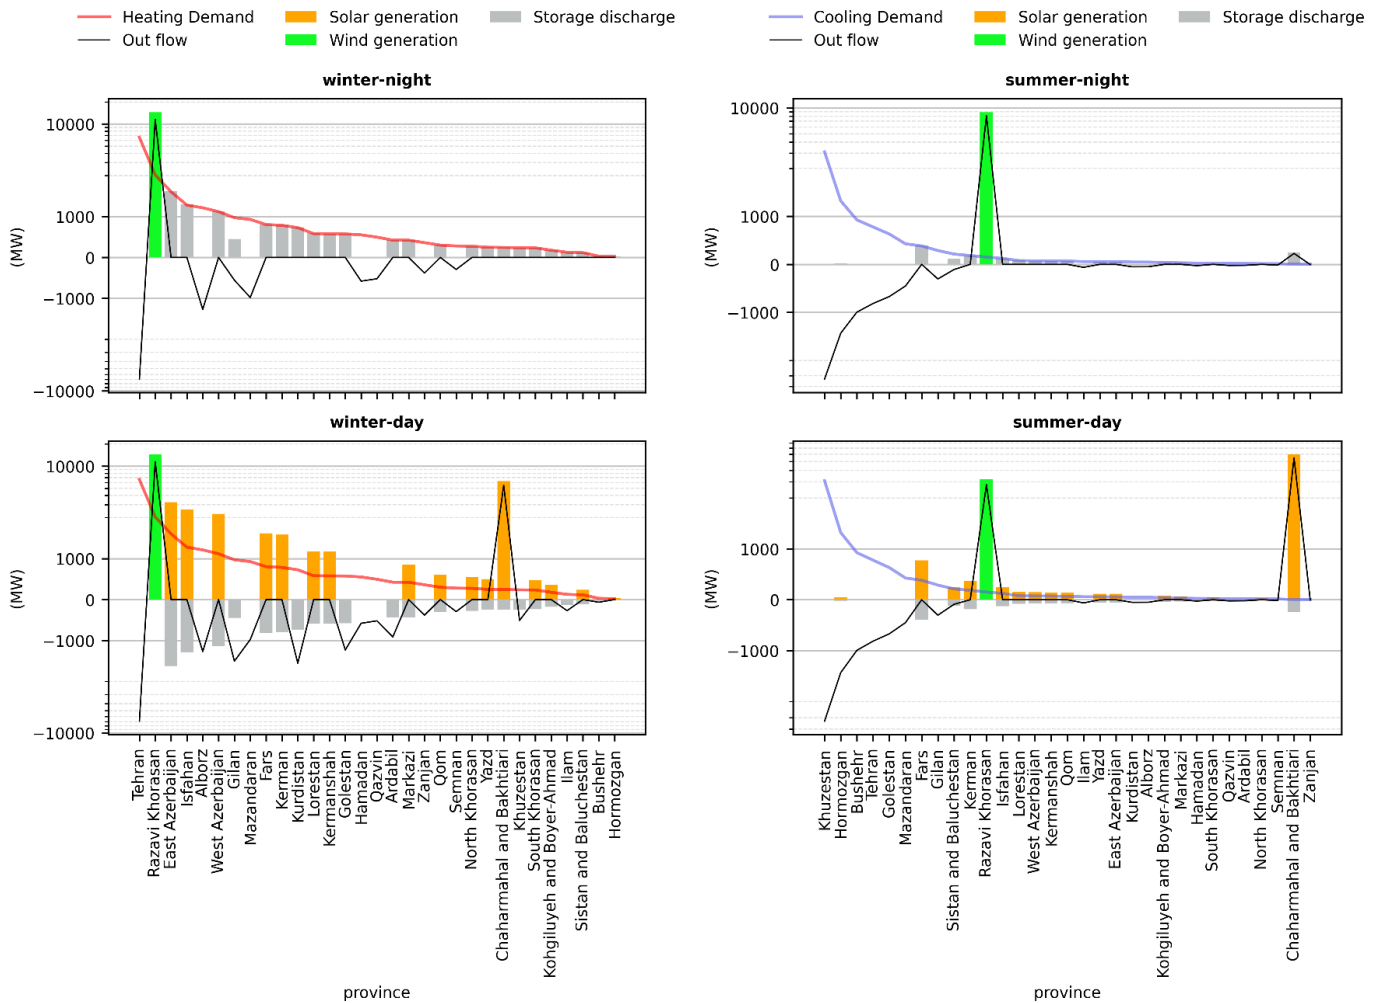 Heating Demand
Out flow
Solar generation
Wind generation
Storage discharge
Cooling Demand
Out flow
Solar generation
Wind generation
Storage discharge
winter-night
10000
1000
0
−1000
−10000
(MW)
summer-night
10000
1000
0
−1000
(MW)
winter-day
10000
1000
0
−1000
−10000
(MW)
Tehran
Razavi Khorasan
East Azerbaijan
Isfahan
Alborz
West Azerbaijan
Gilan
Mazandaran
Fars
Kerman
Kurdistan
Lorestan
Kermanshah
Golestan
Hamadan
Qazvin
Ardabil
Markazi
Zanjan
Qom
Semnan
North Khorasan
Yazd
Chaharmahal and Bakhtiari
Khuzestan
South Khorasan
Kohgiluyeh and Boyer-Ahmad
Ilam
Sistan and Baluchestan
Bushehr
Hormozgan
province
summer-day
1000
0
−1000
(MW)
Khuzestan
Hormozgan
Bushehr
Tehran
Golestan
Mazandaran
Fars
Gilan
Sistan and Baluchestan
Kerman
Razavi Khorasan
Isfahan
Lorestan
West Azerbaijan
Kermanshah
Qom
Ilam
Yazd
East Azerbaijan
Kurdistan
Alborz
Kohgiluyeh and Boyer-Ahmad
Markazi
Hamadan
South Khorasan
Qazvin
Ardabil
North Khorasan
Semnan
Chaharmahal and Bakhtiari
Zanjan
province